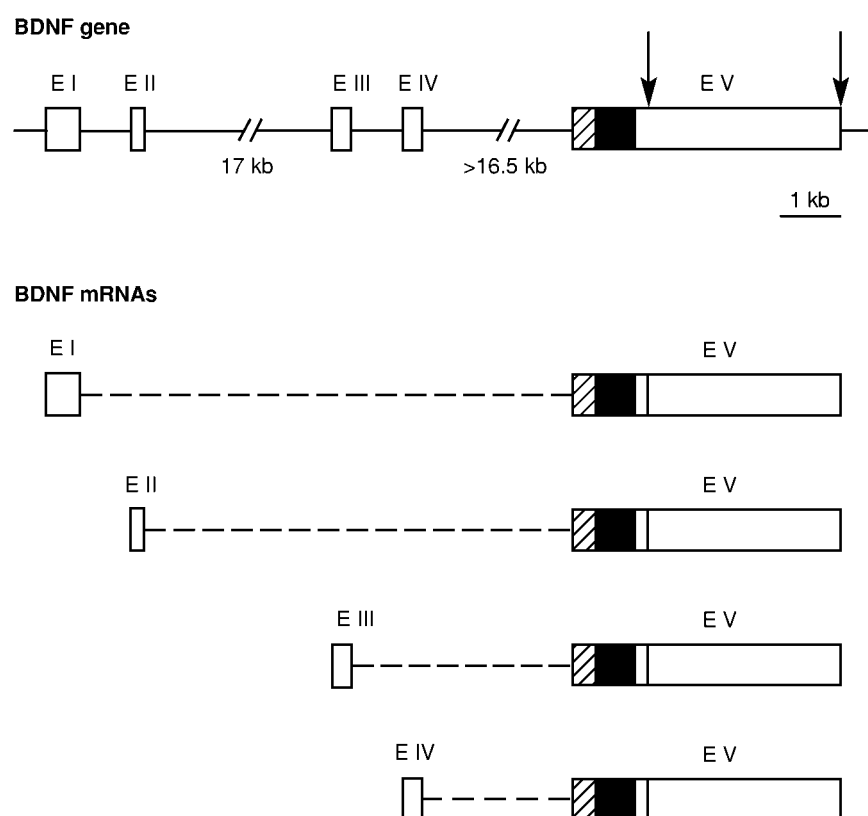 BDNF gene
E I E II E III E IV E V
17 kb >16.5 kb
1 kb
BDNF mRNAs
E I E V
E II E V
E III E V
E IV E V